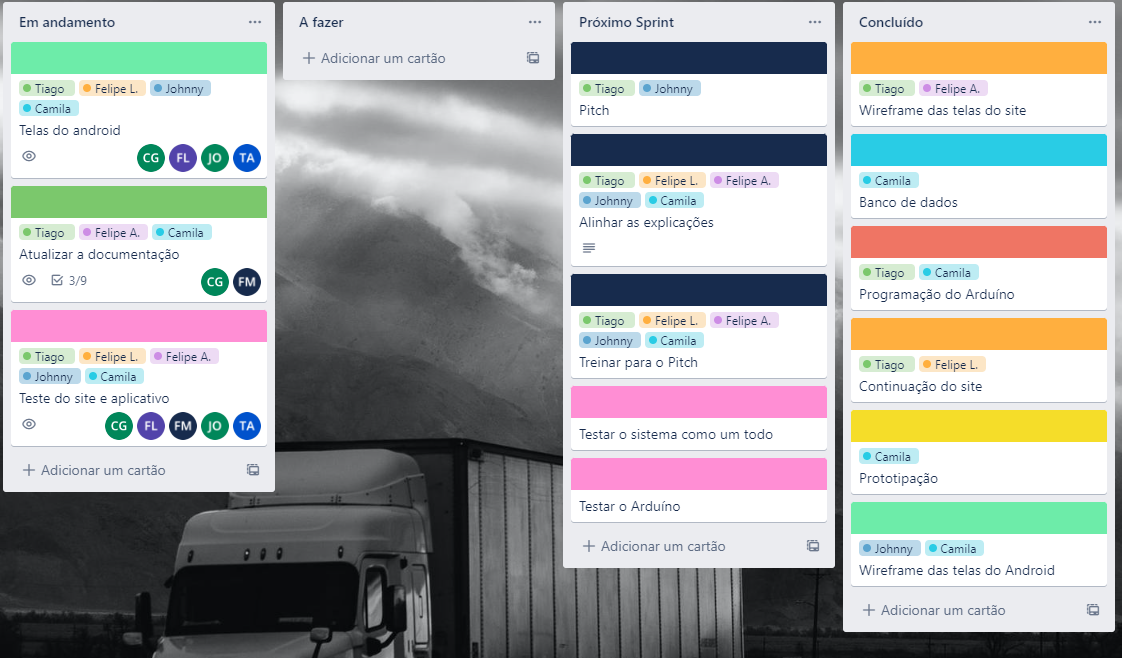 Em andamento
Tiago Felipe L. Johnny
Camila
Telas do android
CG FL JO TA
Tiago Felipe A. Camila
Atualizar a documentação
3/9 CG FM
Tiago Felipe L. Felipe A.
Johnny Camila
Teste do site e aplicativo
CG FL FM JO TA
Adicionar um cartão
A fazer
Adicionar um cartão
Próximo Sprint
Tiago Johnny
Pitch
Tiago Felipe L. Felipe A.
Johnny Camila
Alinhar as explicações
Tiago Felipe L. Felipe A.
Johnny Camila
Treinar para o Pitch
Testar o sistema como um todo
Testar o Arduíno
Adicionar um cartão
Concluído
Tiago Felipe A.
Wireframe das telas do site
Camila
Banco de dados
Tiago Camila
Programação do Arduíno
Tiago Felipe L.
Continuação do site
Camila
Prototipação
Johnny Camila
Wireframe das telas do Android
Adicionar um cartão